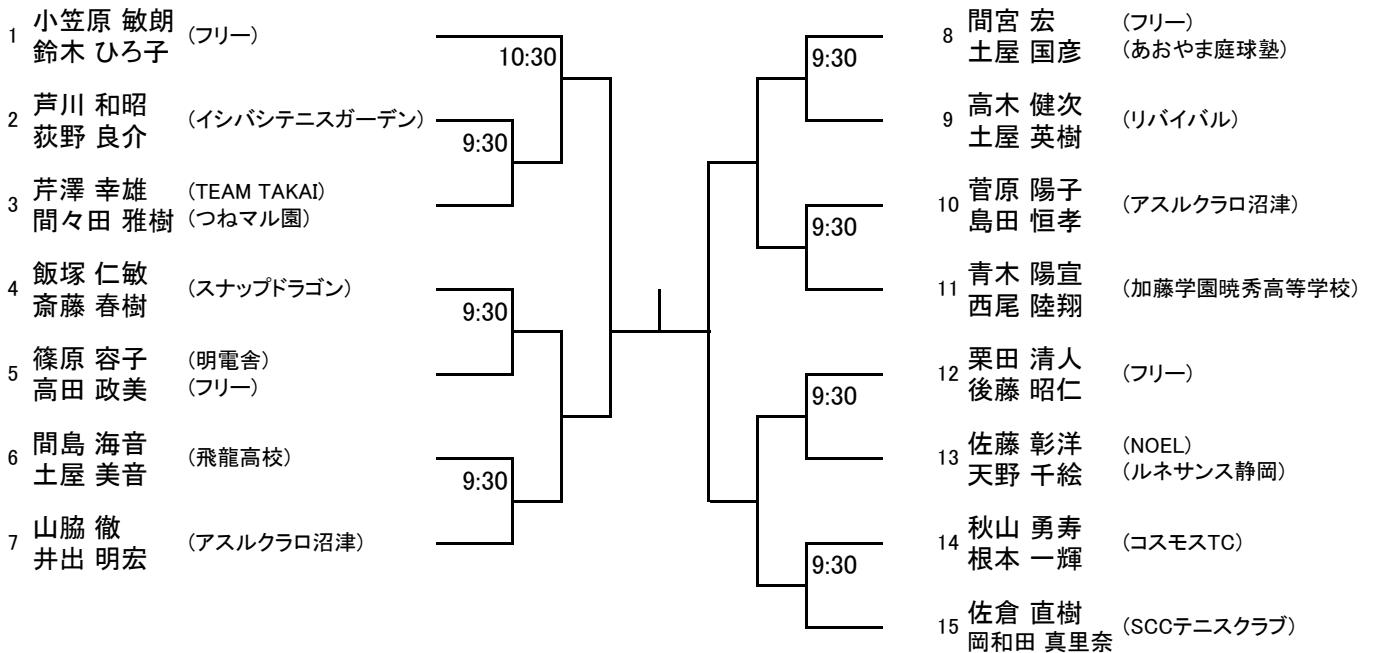 1 小笠原 敏朗 (フリー)
鈴木 ひろ子
10:30
2 芦川 和昭 (イシバシテニスガーデン)
荻野 良介
9:30
3 芹澤 幸雄 (TEAM TAKAI)
間々田 雅樹 (つねマル園)
4 飯塚 仁敏 (スナップドラゴン)
斎藤 春樹
9:30
5 篠原 容子 (明電舎)
高田 政美 (フリー)
6 間島 海音 (飛龍高校)
土屋 美音
9:30
7 山脇 徹 (アスルクラロ沼津)
井出 明宏
8 間宮 宏 (フリー)
土屋 国彦 (あおやま庭球塾)
9:30
9 高木 健次 (リバイバル)
土屋 英樹
10 菅原 陽子 (アスルクラロ沼津)
島田 恒孝
9:30
11 青木 陽宣 (加藤学園暁秀高等学校)
西尾 陸翔
12 栗田 清人 (フリー)
後藤 昭仁
9:30
13 佐藤 彰洋 (NOEL)
天野 千絵 (ルネサンス静岡)
14 秋山 勇寿 (コスモスTC)
根本 一輝
9:30
15 佐倉 直樹 (SCCテニスクラブ)
岡和田 真里奈